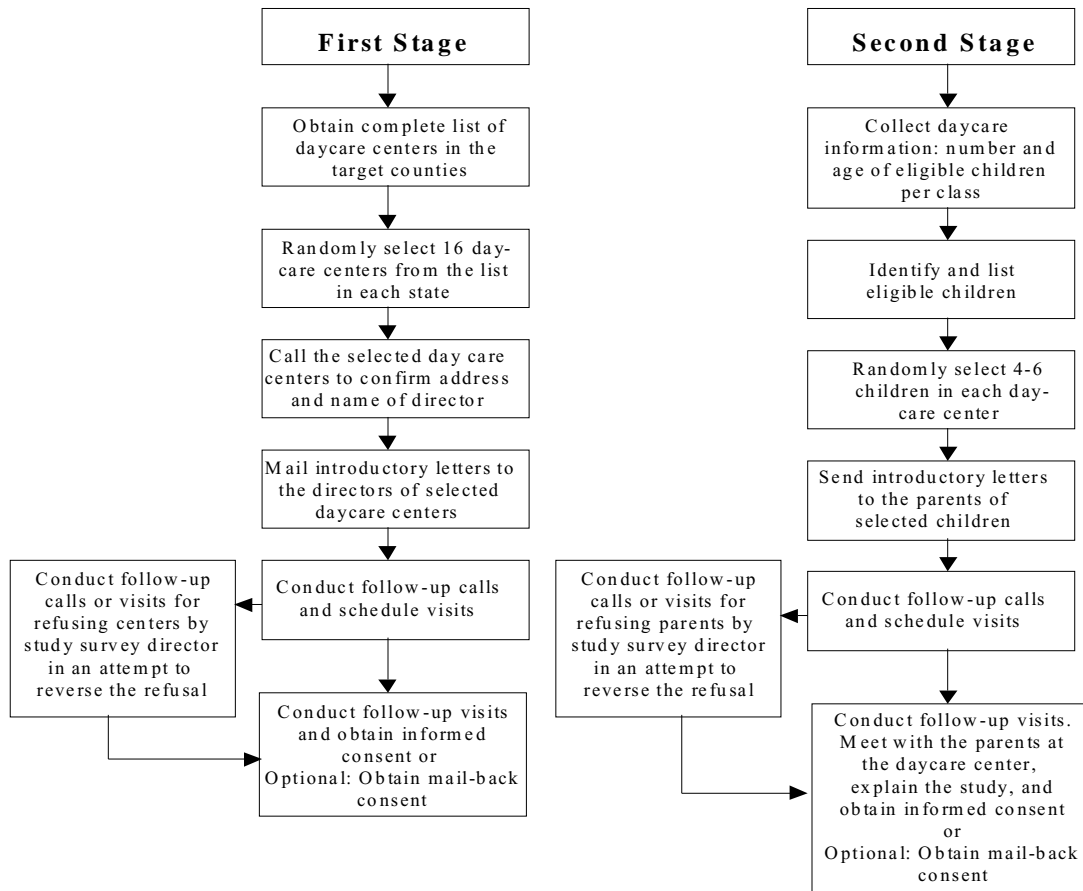 First Stage
Obtain complete list of
daycare centers in the
target counties
Randomly select 16 day-
care centers from the list
in each state
Call the selected day care
centers to confirm address
and name of director
Mail introductory letters to
the directors of selected
daycare centers
Conduct follow-up calls
and schedule visits
Conduct follow-up
calls or visits for
refusing centers by
study survey director
in an attempt to
reverse the refusal
Conduct follow-up visits
and obtain informed
consent or
Optional: Obtain mail-back
consent
Second Stage
Collect daycare
information: number and
age of eligible children
per class
Identify and list
eligible children
Randomly select 4-6
children in each day-
care center
Send introductory letters
to the parents of
selected children
Conduct follow-up calls
and schedule visits
Conduct follow-up
calls or visits for
refusing parents by
study survey director
in an attempt to
reverse the refusal
Conduct follow-up visits.
Meet with the parents at
the daycare center,
explain the study, and
obtain informed consent
or
Optional: Obtain mail-back
consent